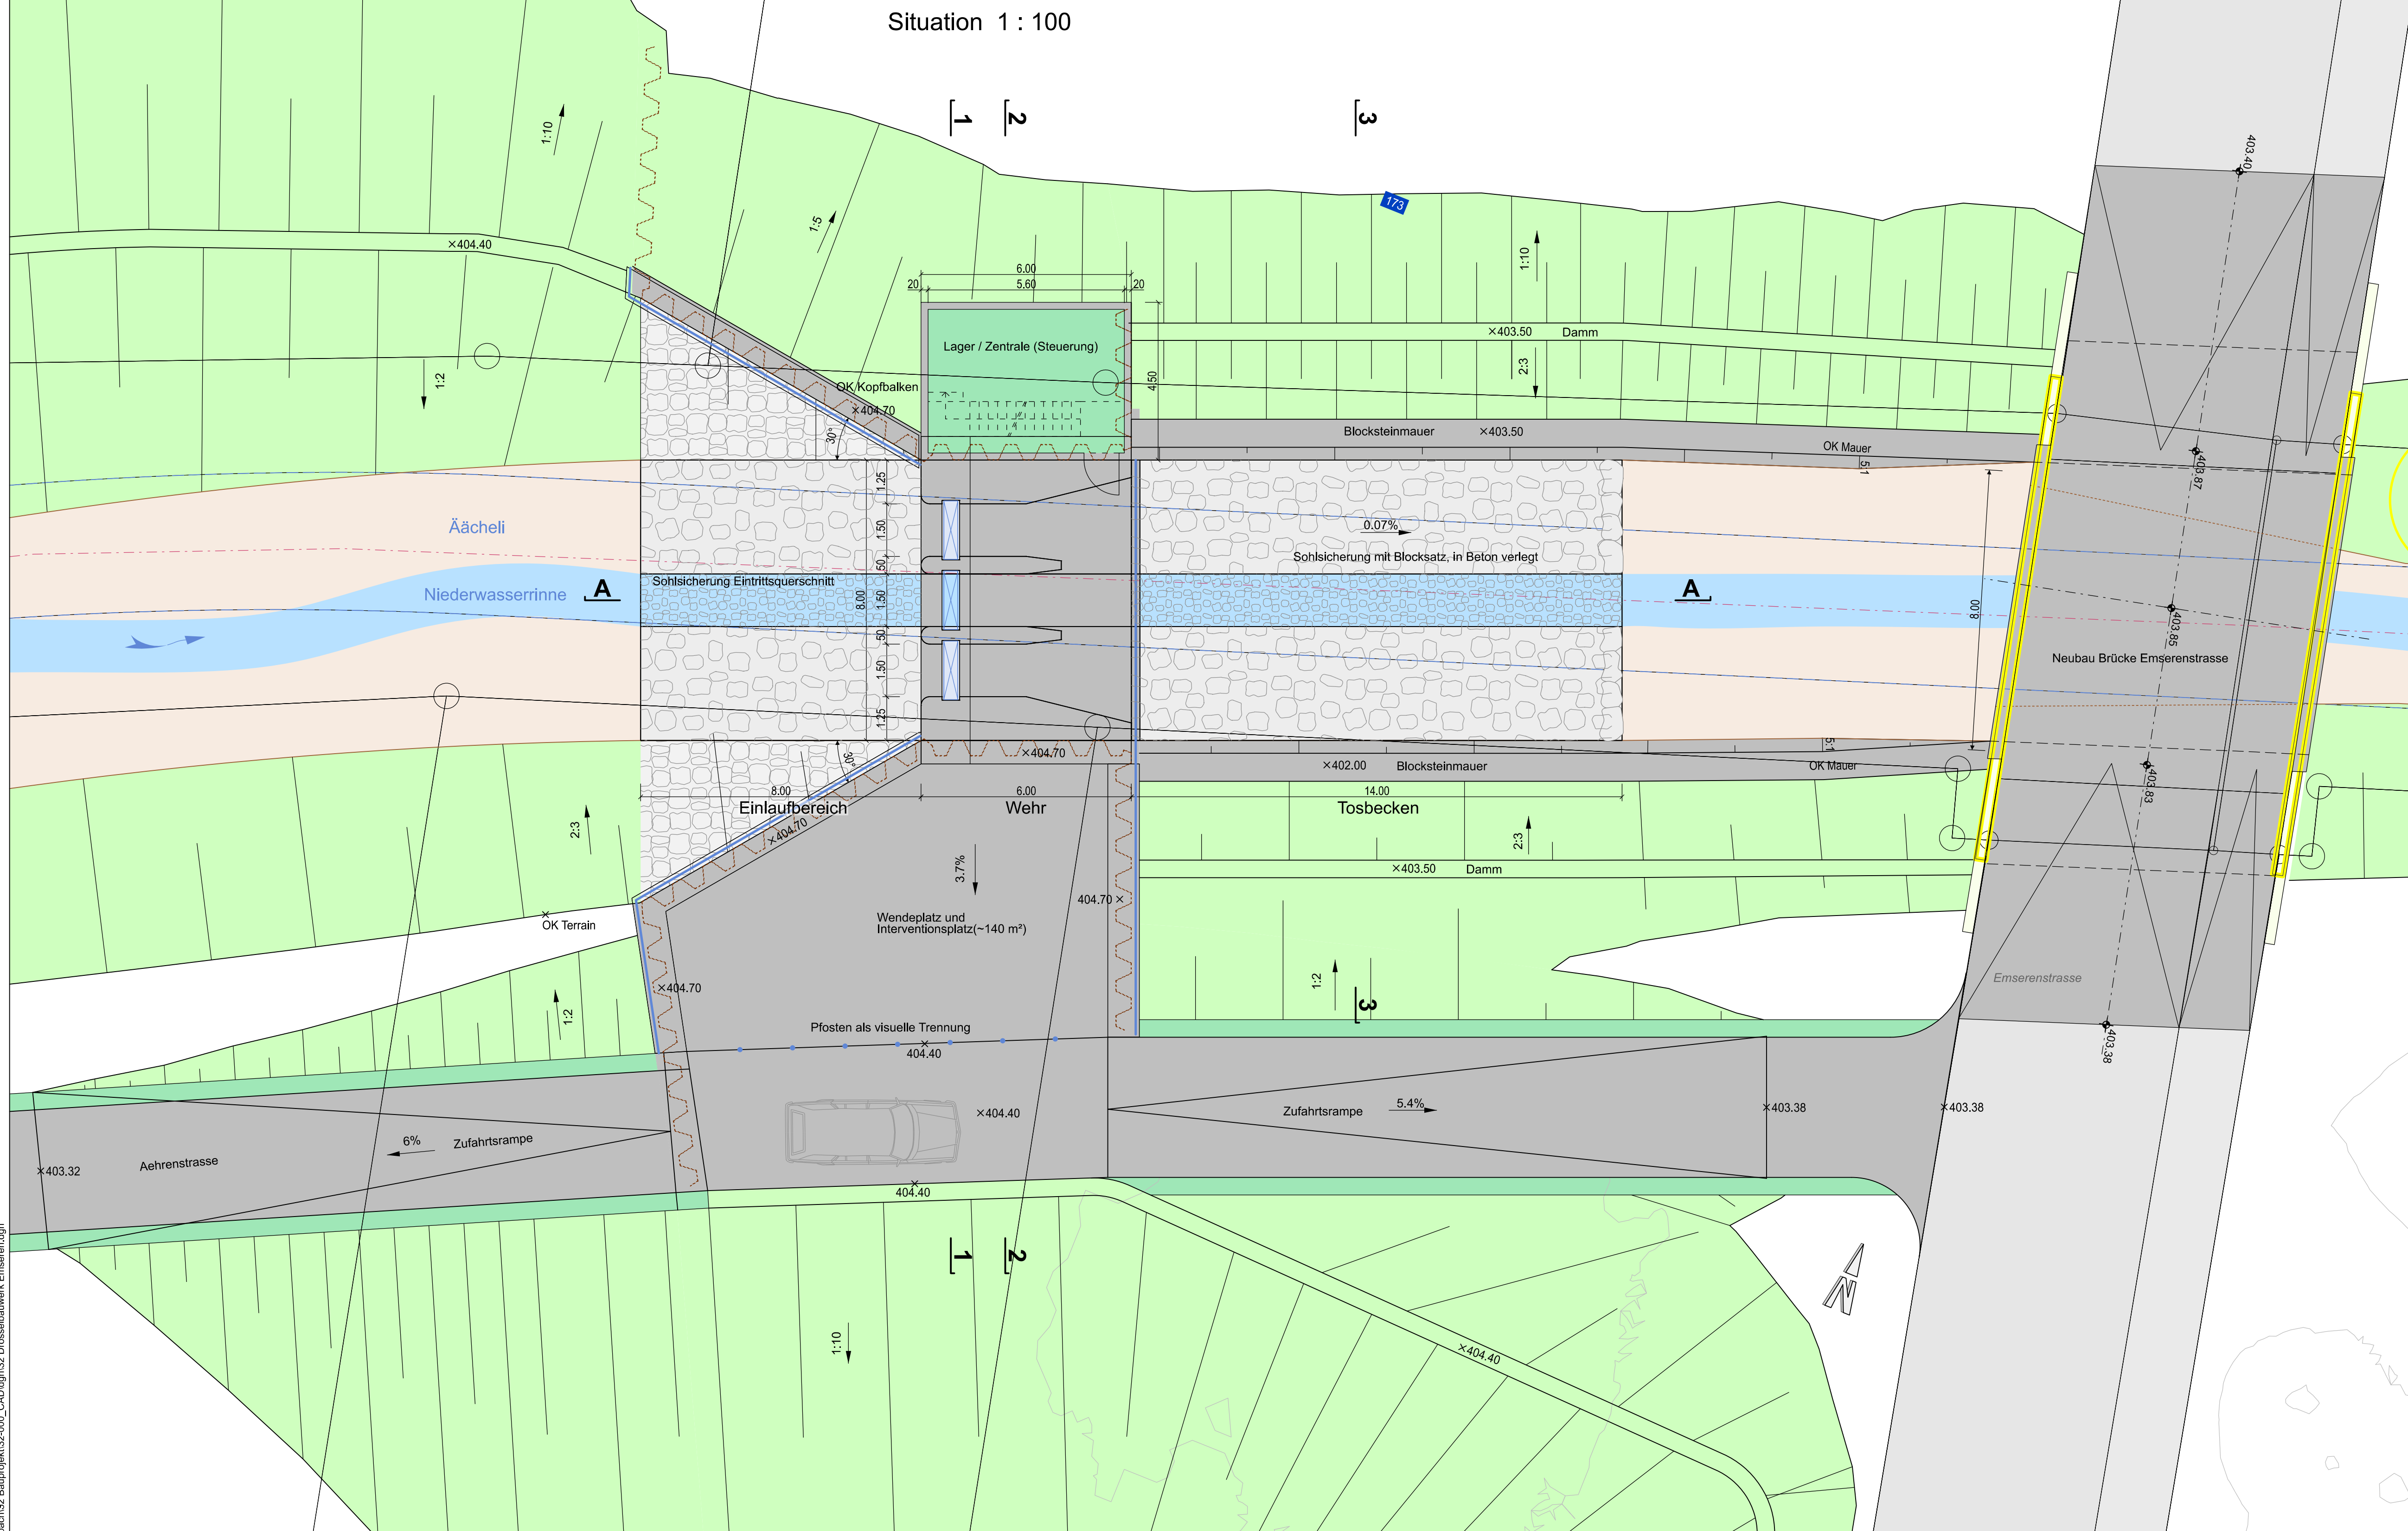 Situation 1 : 100
1
2
3
1:10
1:5
173
403.40
×404.40
1:10
6.00
20
5.60
20
×403.50
Damm
Lager / Zentrale (Steuerung)
1:2
2:3
4.50
OK Kopfbalken
×404.70
30°
Blocksteinmauer
×403.50
OK Mauer
5:1
403.87
1.25
Äächeli
1.50
0.07%
Sohlsicherung mit Blocksatz, in Beton verlegt
50
Sohlsicherung Eintrittsquerschnitt
Niederwasserrinne
A
8.00
1.50
A
8.00
403.85
50
1.50
Neubau Brücke Emserenstrasse
1.25
30°
×404.70
5:1
×402.00
Blocksteinmauer
OK Mauer
403.83
8.00
6.00
14.00
Einlaufbereich
Wehr
Tosbecken
×404.70
2:3
2:3
3.7%
×403.50
Damm
404.70 ×
Wendeplatz und
Interventionsplatz(~140 m²)
OK Terrain
×404.70
1:2
1:2
3
Emserenstrasse
Pfosten als visuelle Trennung
404.40
403.38
×404.40
Zufahrtsrampe
5.4%
×403.38
×403.38
6%
Zufahrtsrampe
Aehrenstrasse
×403.32
404.40
1
2
N
1:10
×404.40